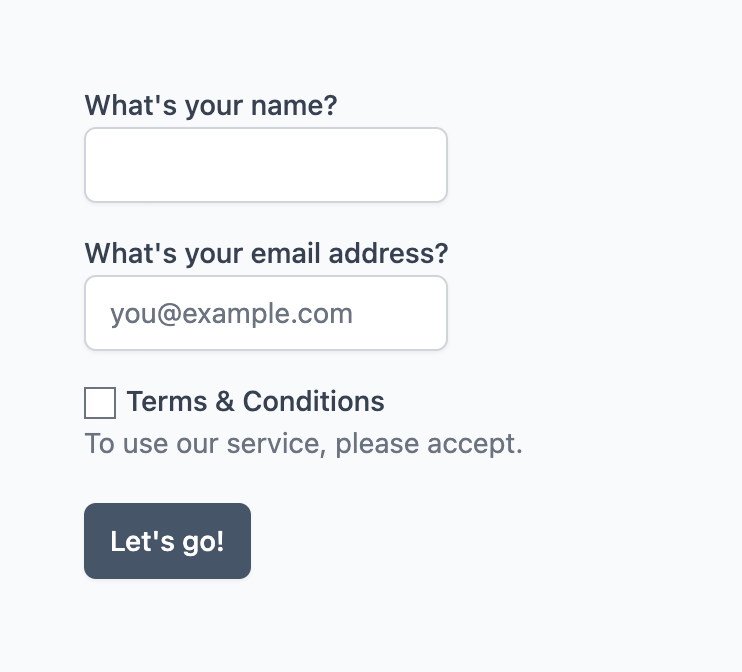 What's your name?
What's your email address?
you@example.com
Terms & Conditions
To use our service, please accept.
Let's go!